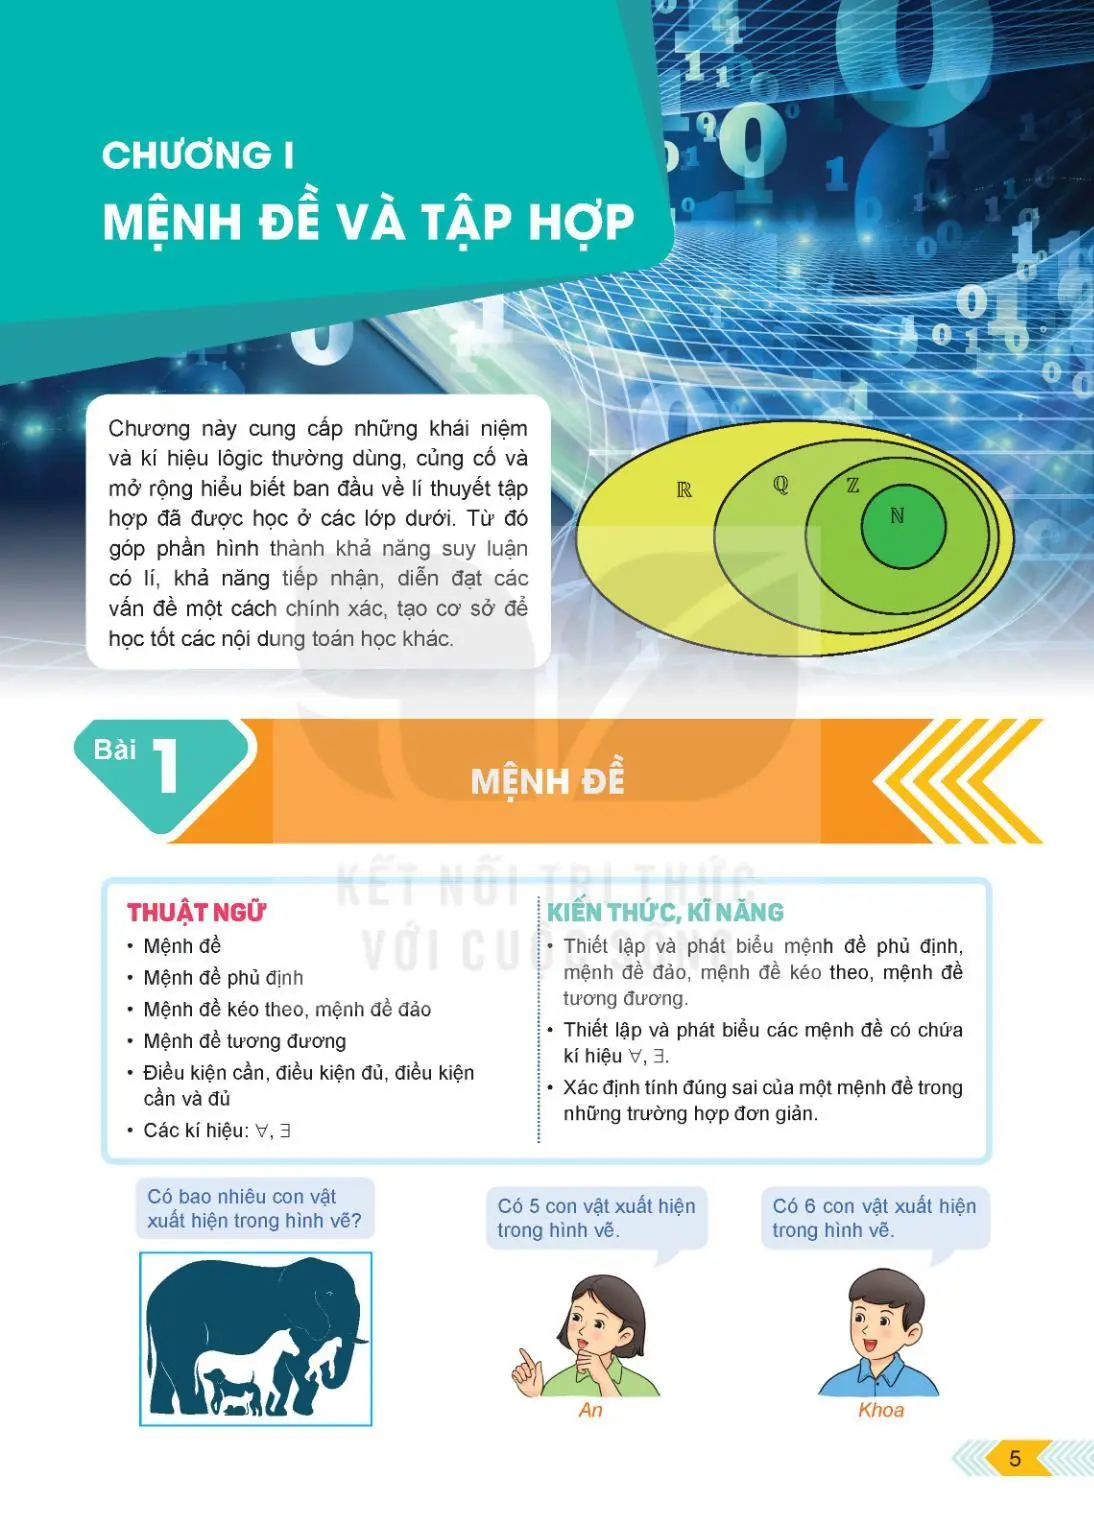 CHƯƠNG I
MỆNH ĐỀ VÀ TẬP HỢP
Chương này cung cấp những khái niệm
và kí hiệu lôgic thường dùng, củng cố và
mở rộng hiểu biết ban đầu về lí thuyết tập
hợp đã được học ở các lớp dưới. Từ đó
góp phần hình thành khả năng suy luận
có lí, khả năng tiếp nhận, diễn đạt các
vấn đề một cách chính xác, tạo cơ sở để
học tốt các nội dung toán học khác.
ℝ ℚ ℤ ℕ
Bài 1
MỆNH ĐỀ
KẾT NỐI TRI THỨC
VỚI CUỘC SỐNG
THUẬT NGỮ
• Mệnh đề
• Mệnh đề phủ định
• Mệnh đề kéo theo, mệnh đề đảo
• Mệnh đề tương đương
• Điều kiện cần, điều kiện đủ, điều kiện
cần và đủ
• Các kí hiệu: ∀, ∃
KIẾN THỨC, KĨ NĂNG
• Thiết lập và phát biểu mệnh đề phủ định,
mệnh đề đảo, mệnh đề kéo theo, mệnh đề
tương đương.
• Thiết lập và phát biểu các mệnh đề có chứa
kí hiệu ∀, ∃.
• Xác định tính đúng sai của một mệnh đề trong
những trường hợp đơn giản.
Có bao nhiêu con vật
xuất hiện trong hình vẽ?
Có 5 con vật xuất hiện
trong hình vẽ.
An
Có 6 con vật xuất hiện
trong hình vẽ.
Khoa
5